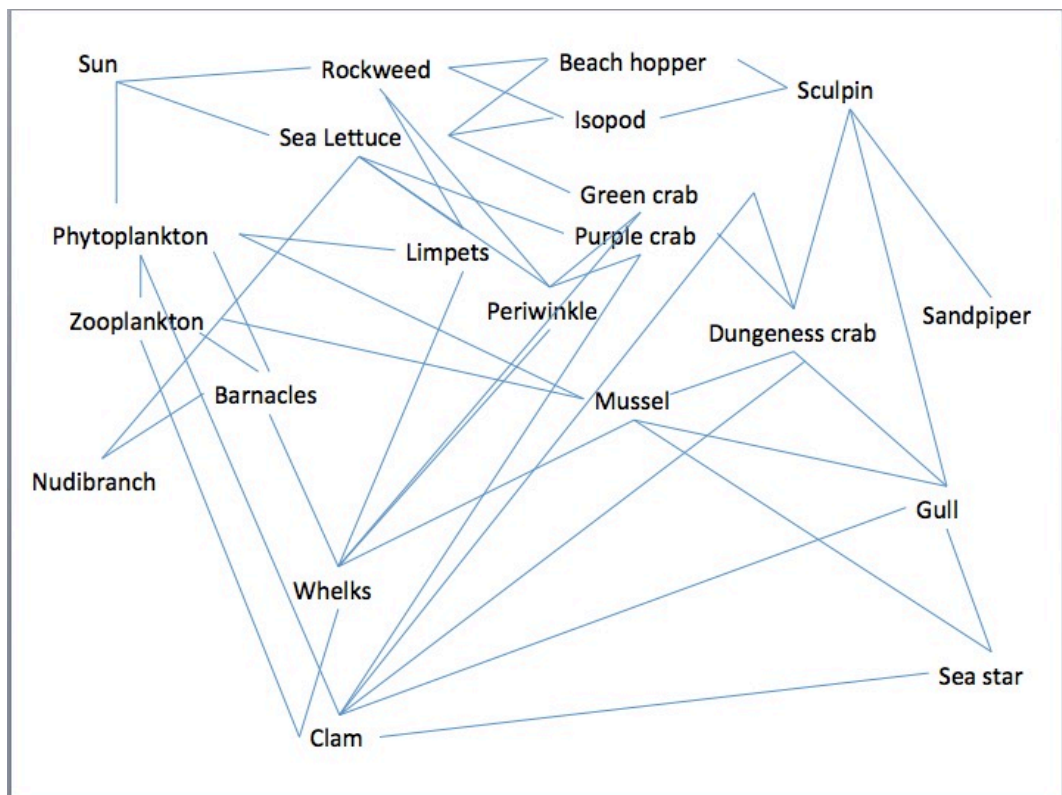 Sun
Rockweed
Beach hopper
Sculpin
Isopod
Sea Lettuce
Green crab
Phytoplankton
Purple crab
Limpets
Periwinkle
Sandpiper
Zooplankton
Dungeness crab
Barnacles
Mussel
Nudibranch
Gull
Whelks
Sea star
Clam